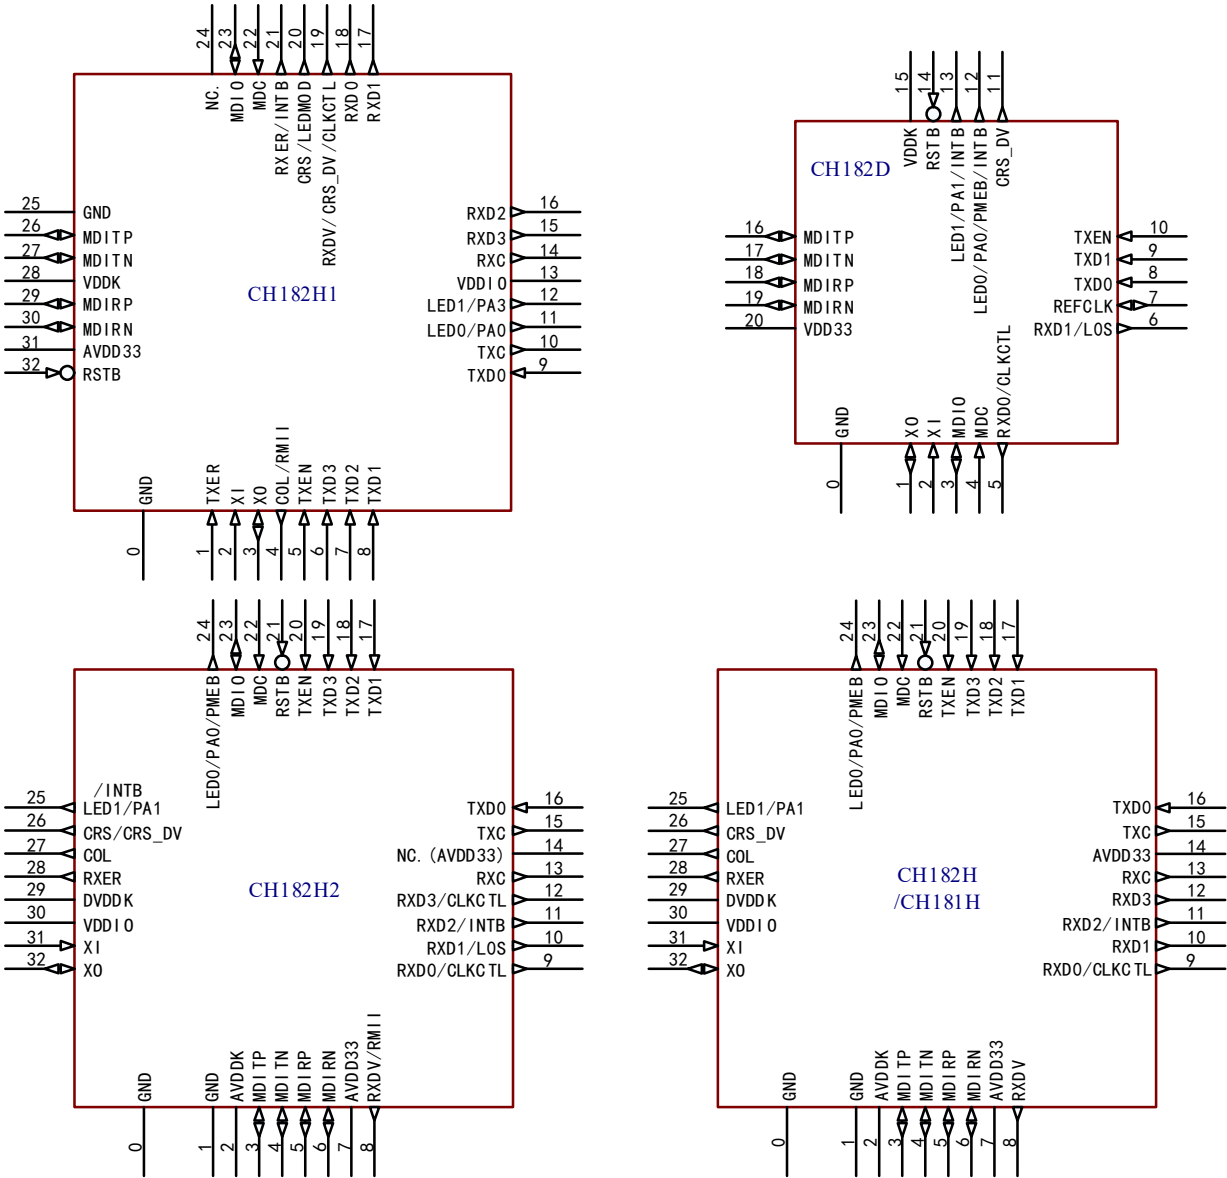 CH182H1
24 NC.
23 MDIO
22 MDC
21 RXER/INTB
20 CRS/LEDMOD
19 RXDV/CRS_DV/CLKCTL
18 RXD0
17 RXD1
25 GND
26 MDITP
27 MDITN
28 VDDK
29 MDIRP
30 MDIRN
31 AVDD33
32 RSTB
RXD2 16
RXD3 15
RXC 14
VDDIO 13
LED1/PA3 12
LED0/PA0 11
TXC 10
TXD0 9
GND 0
TXER 1
XI 2
XO 3
COL/RMII 4
TXEN 5
TXD3 6
TXD2 7
TXD1 8
CH182D
15 VDDK
14 RSTB
13 LED1/PA1/INTB
12 LED0/PA0/PMEB/INTB
11 CRS_DV
16 MDITP
17 MDITN
18 MDIRP
19 MDIRN
20 VDD33
TXEN 10
TXD1 9
TXD0 8
REFCLK 7
RXD1/LOS 6
GND 0
XO 1
XI 2
MDIO 3
MDC 4
RXD0/CLKCTL 5
CH182H2
24 LED0/PA0/PMEB
23 MDIO
22 MDC
21 RSTB
20 TXEN
19 TXD3
18 TXD2
17 TXD1
/INTB
25 LED1/PA1
26 CRS/CRS_DV
27 COL
28 RXER
29 DVDDK
30 VDDIO
31 XI
32 XO
TXD0 16
TXC 15
NC.(AVDD33) 14
RXC 13
RXD3/CLKCTL 12
RXD2/INTB 11
RXD1/LOS 10
RXD0/CLKCTL 9
GND 0
GND 1
AVDDK 2
MDITP 3
MDITN 4
MDIRP 5
MDIRN 6
AVDD33 7
RXDV/RMII 8
CH182H
/CH181H
24 LED0/PA0/PMEB
23 MDIO
22 MDC
21 RSTB
20 TXEN
19 TXD3
18 TXD2
17 TXD1
25 LED1/PA1
26 CRS_DV
27 COL
28 RXER
29 DVDDK
30 VDDIO
31 XI
32 XO
TXD0 16
TXC 15
AVDD33 14
RXC 13
RXD3 12
RXD2/INTB 11
RXD1 10
RXD0/CLKCTL 9
GND 0
GND 1
AVDDK 2
MDITP 3
MDITN 4
MDIRP 5
MDIRN 6
AVDD33 7
RXDV 8